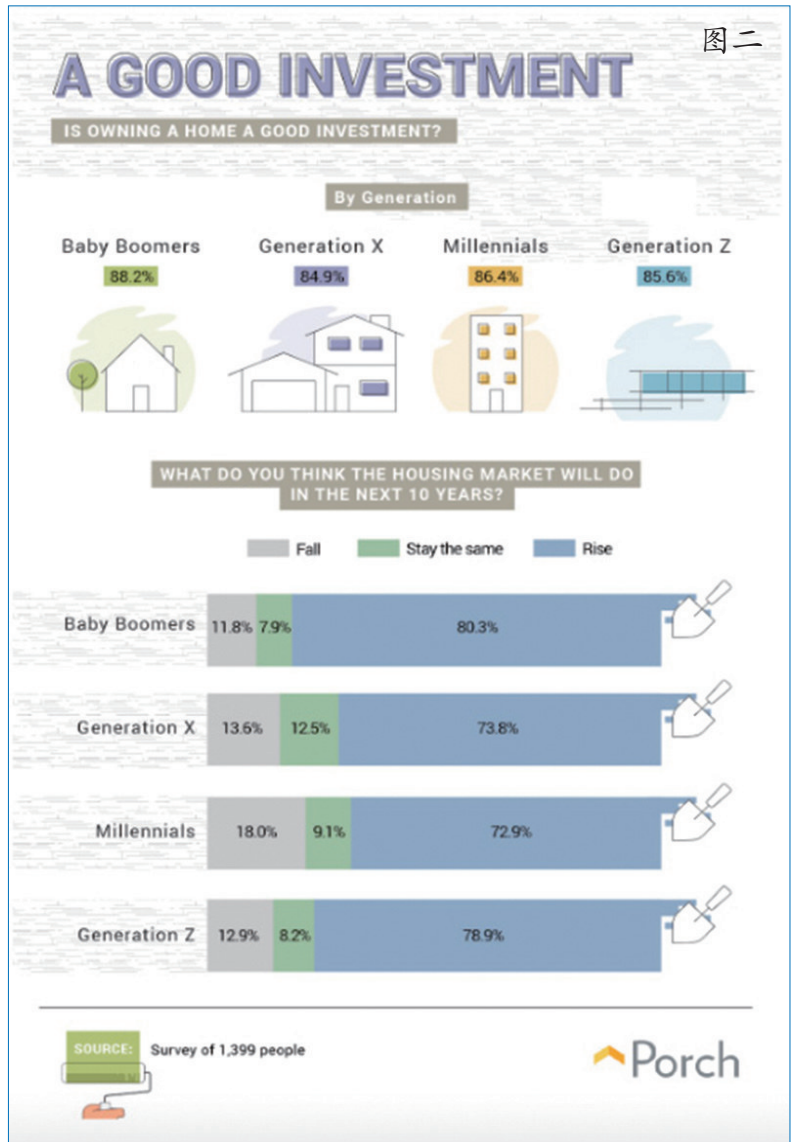 图二
A GOOD INVESTMENT
IS OWNING A HOME A GOOD INVESTMENT?
By Generation
Baby Boomers
88.2%
Generation X
84.9%
Millennials
86.4%
Generation Z
85.6%
WHAT DO YOU THINK THE HOUSING MARKET WILL DO
IN THE NEXT 10 YEARS?
Fall
Stay the same
Rise
Baby Boomers 11.8% 7.9% 80.3%
Generation X 13.6% 12.5% 73.8%
Millennials 18.0% 9.1% 72.9%
Generation Z 12.9% 8.2% 78.9%
SOURCE: Survey of 1,399 people
Porch